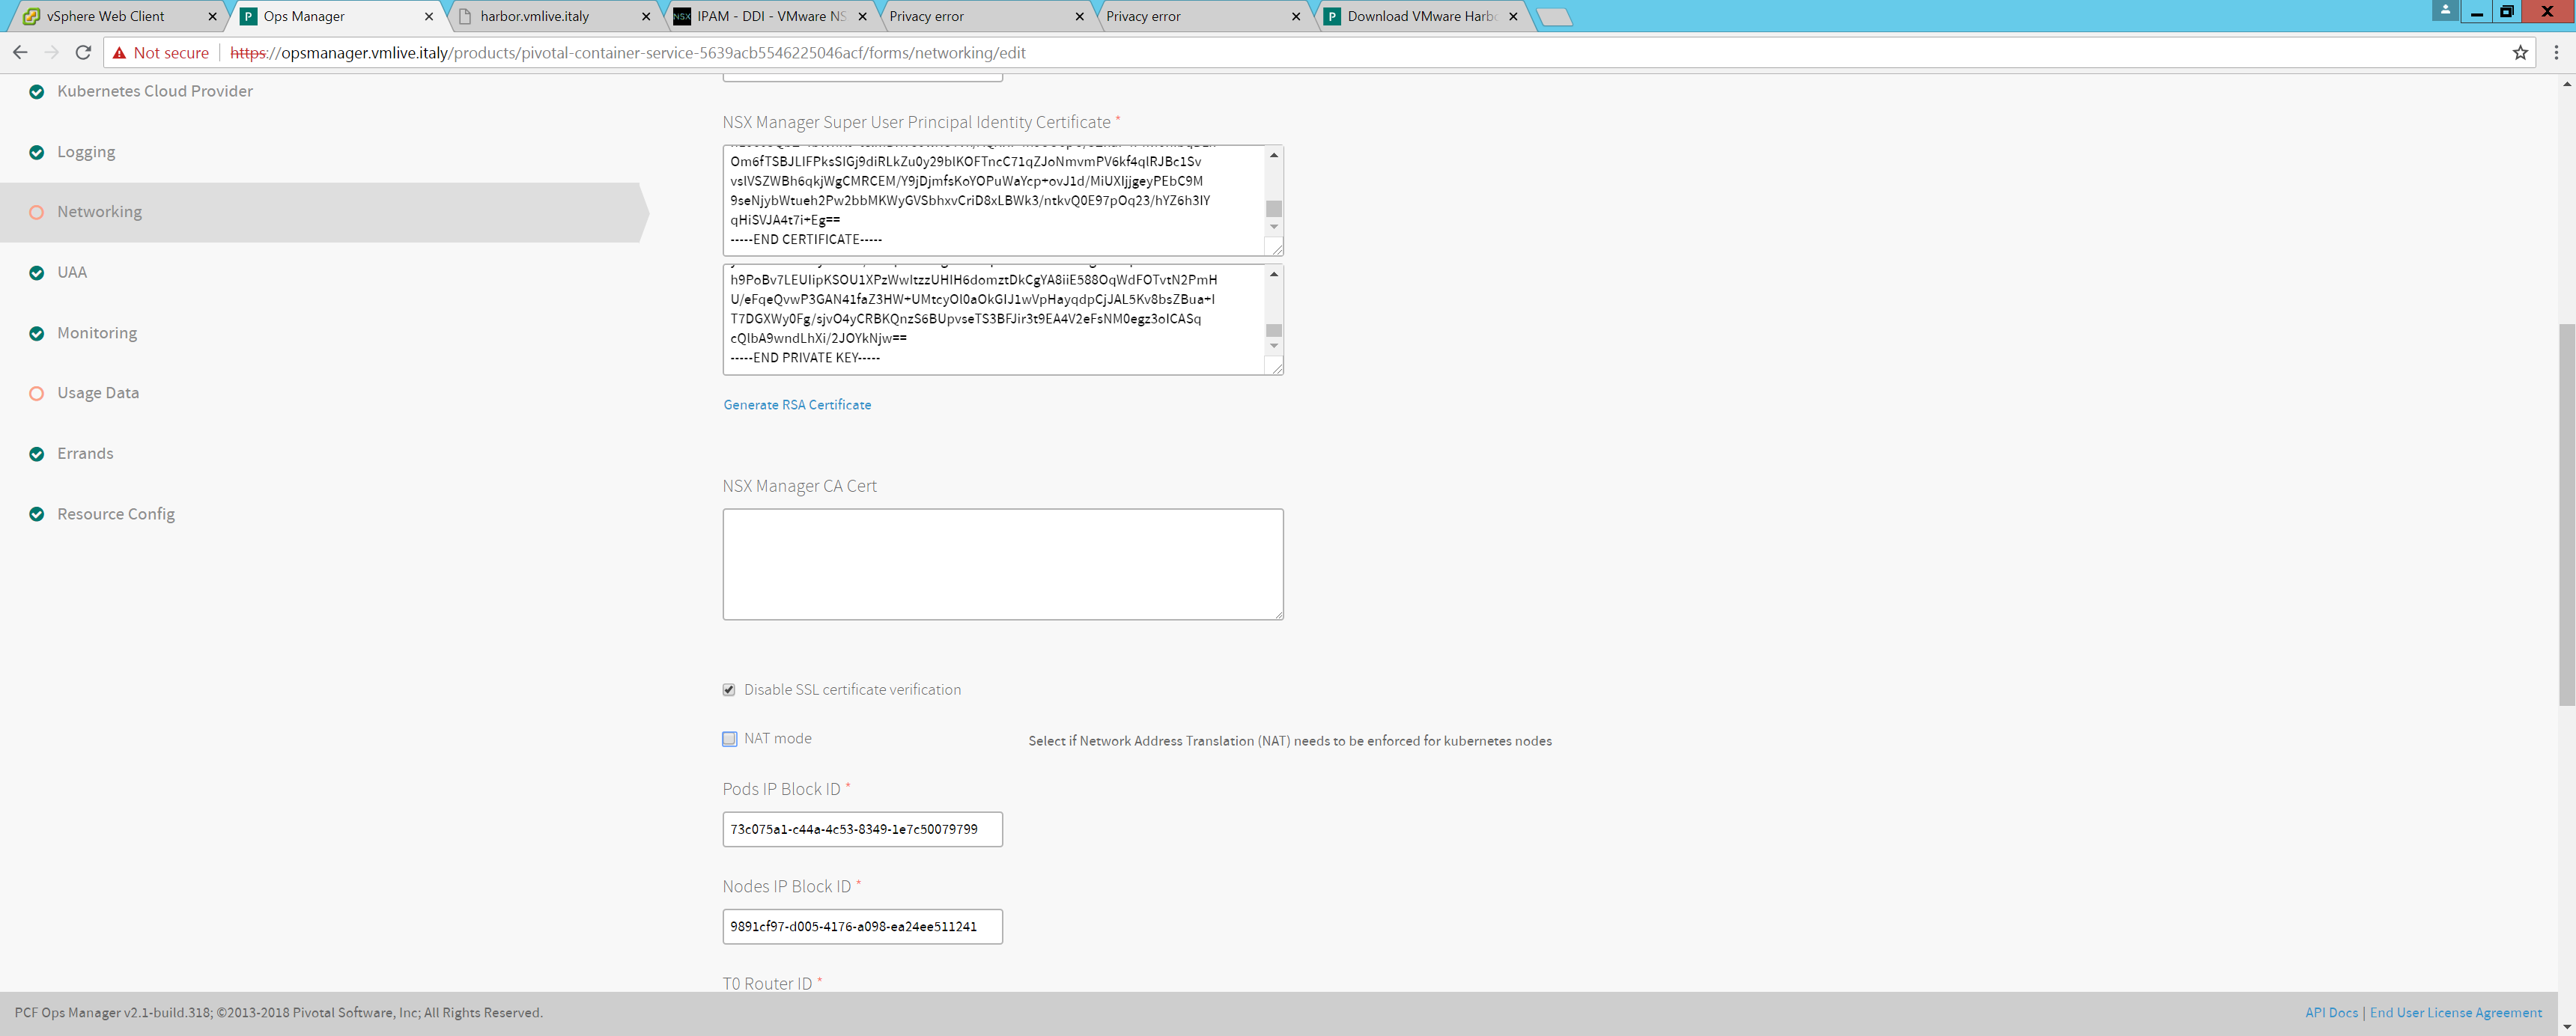 vSphere Web Client
Ops Manager
harbor.vmlive.italy
IPAM - DDI - VMware NS
Privacy error
Privacy error
Download VMware Harbo
Not secure
https://opsmanager.vmlive.italy/products/pivotal-container-service-5639acb5546225046acf/forms/networking/edit
Kubernetes Cloud Provider
Logging
Networking
UAA
Monitoring
Usage Data
Errands
Resource Config
NSX Manager Super User Principal Identity Certificate *
Om6fTSBJLIFPksSIGj9diRLkZu0y29blKOFTncC71qZJoNmvmPV6kf4qlRJBc1Sv
vslVSZWBh6qkjWgCMRCEM/Y9jDjmfsKoYOPuWaYcp+ovJ1d/MiUXIjjgeyPEbC9M
9seNjybWtueh2Pw2bbMKWyGVSbhxvCriD8xLBWk3/ntkvQ0E97pOq23/hYZ6h3IY
qHiSVJA4t7i+Eg==
-----END CERTIFICATE-----
h9PoBv7LEUIipKSOU1XPzWwItzzUHIH6domztDkCgYA8iiE588OqWdFOTvtN2PmH
U/eFqeQvwP3GAN41faZ3HW+UMtcyOl0aOkGIJ1wVpHayqdpCjJAL5Kv8bsZBua+I
T7DGXWy0Fg/sjvO4yCRBKQnzS6BUpvseTS3BFJir3t9EA4V2eFsNM0egz3oICASq
cQlbA9wndLhXi/2JOYkNjw==
-----END PRIVATE KEY-----
Generate RSA Certificate
NSX Manager CA Cert
Disable SSL certificate verification
NAT mode
Select if Network Address Translation (NAT) needs to be enforced for kubernetes nodes
Pods IP Block ID *
73c075a1-c44a-4c53-8349-1e7c50079799
Nodes IP Block ID *
9891cf97-d005-4176-a098-ea24ee511241
T0 Router ID *
PCF Ops Manager v2.1-build.318; ©2013-2018 Pivotal Software, Inc; All Rights Reserved.
API Docs | End User License Agreement